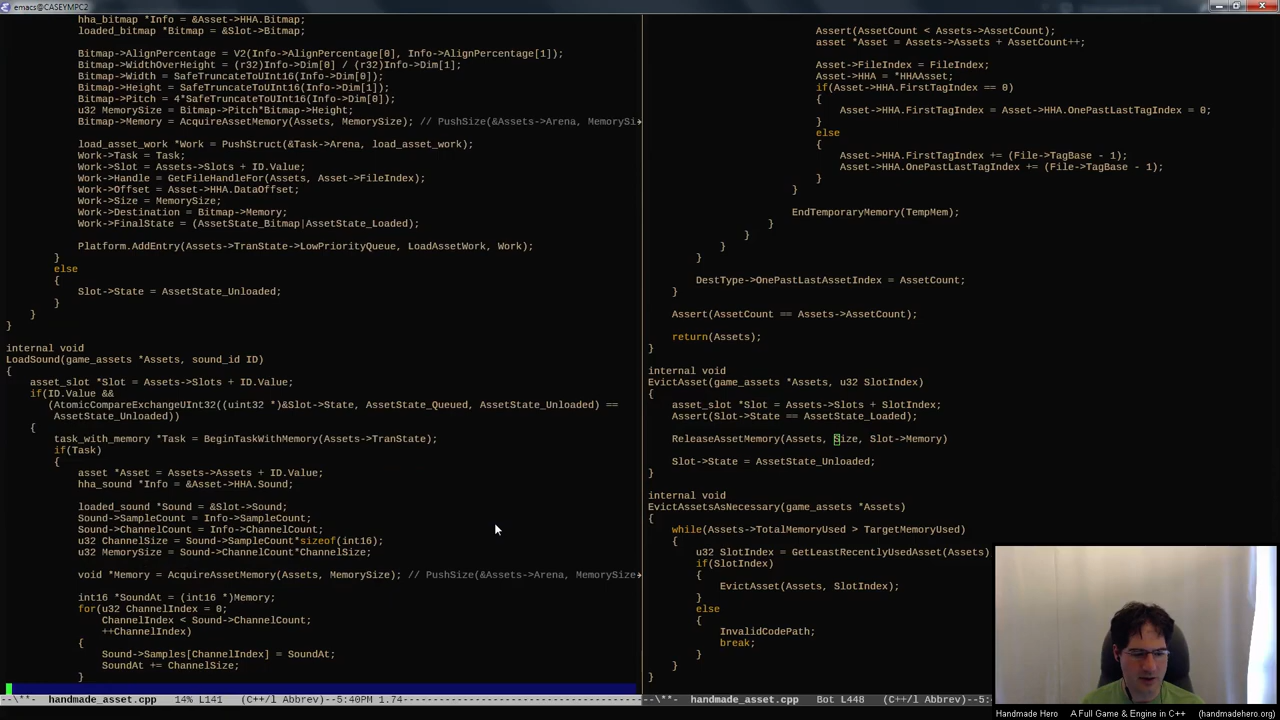 emacs@CASEYMPC2
hha_bitmap *Info = &Asset->HHA.Bitmap;
loaded_bitmap *Bitmap = &Slot->Bitmap;
Bitmap->AlignPercentage = V2(Info->AlignPercentage[0], Info->AlignPercentage[1]);
Bitmap->WidthOverHeight = (r32)Info->Dim[0] / (r32)Info->Dim[1];
Bitmap->Width = SafeTruncateToUInt16(Info->Dim[0]);
Bitmap->Height = SafeTruncateToUInt16(Info->Dim[1]);
Bitmap->Pitch = 4*SafeTruncateToUInt16(Info->Dim[0]);
u32 MemorySize = Bitmap->Pitch*Bitmap->Height;
Bitmap->Memory = AcquireAssetMemory(Assets, MemorySize); // PushSize(&Assets->Arena, MemorySi
load_asset_work *Work = PushStruct(&Task->Arena, load_asset_work);
Work->Task = Task;
Work->Slot = Assets->Slots + ID.Value;
Work->Handle = GetFileHandleFor(Assets, Asset->FileIndex);
Work->Offset = Asset->HHA.DataOffset;
Work->Size = MemorySize;
Work->Destination = Bitmap->Memory;
Work->FinalState = (AssetState_Bitmap|AssetState_Loaded);
Platform.AddEntry(Assets->TranState->LowPriorityQueue, LoadAssetWork, Work);
}
else
{
Slot->State = AssetState_Unloaded;
}
}
}
internal void
LoadSound(game_assets *Assets, sound_id ID)
{
asset_slot *Slot = Assets->Slots + ID.Value;
if(ID.Value &&
(AtomicCompareExchangeUInt32((uint32 *)&Slot->State, AssetState_Queued, AssetState_Unloaded) ==
AssetState_Unloaded))
{
task_with_memory *Task = BeginTaskWithMemory(Assets->TranState);
if(Task)
{
asset *Asset = Assets->Assets + ID.Value;
hha_sound *Info = &Asset->HHA.Sound;
loaded_sound *Sound = &Slot->Sound;
Sound->SampleCount = Info->SampleCount;
Sound->ChannelCount = Info->ChannelCount;
u32 ChannelSize = Sound->SampleCount*sizeof(int16);
u32 MemorySize = Sound->ChannelCount*ChannelSize;
void *Memory = AcquireAssetMemory(Assets, MemorySize); // PushSize(&Assets->Arena, MemorySize
int16 *SoundAt = (int16 *)Memory;
for(u32 ChannelIndex = 0;
ChannelIndex < Sound->ChannelCount;
++ChannelIndex)
{
Sound->Samples[ChannelIndex] = SoundAt;
SoundAt += ChannelSize;
}
--\**- handmade_asset.cpp 14% L141 (C++/l Abbrev)--5:40PM 1.74
Assert(AssetCount < Assets->AssetCount);
asset *Asset = Assets->Assets + AssetCount++;
Asset->FileIndex = FileIndex;
Asset->HHA = *HHAAsset;
if(Asset->HHA.FirstTagIndex == 0)
{
Asset->HHA.FirstTagIndex = Asset->HHA.OnePastLastTagIndex = 0;
}
else
{
Asset->HHA.FirstTagIndex += (File->TagBase - 1);
Asset->HHA.OnePastLastTagIndex += (File->TagBase - 1);
}
}
EndTemporaryMemory(TempMem);
}
}
}
}
DestType->OnePastLastAssetIndex = AssetCount;
}
Assert(AssetCount == Assets->AssetCount);
return(Assets);
}
internal void
EvictAsset(game_assets *Assets, u32 SlotIndex)
{
asset_slot *Slot = Assets->Slots + SlotIndex;
Assert(Slot->State == AssetState_Loaded);
ReleaseAssetMemory(Assets, Size, Slot->Memory)
Slot->State = AssetState_Unloaded;
}
internal void
EvictAssetsAsNecessary(game_assets *Assets)
{
while(Assets->TotalMemoryUsed > TargetMemoryUsed)
{
u32 SlotIndex = GetLeastRecentlyUsedAsset(Assets)
if(SlotIndex)
{
EvictAsset(Assets, SlotIndex);
}
else
{
InvalidCodePath;
break;
}
}
}
--\**- handmade_asset.cpp Bot L448 (C++/l Abbrev)--5:
Handmade Hero A Full Game & Engine in C++ (handmadehero.org)